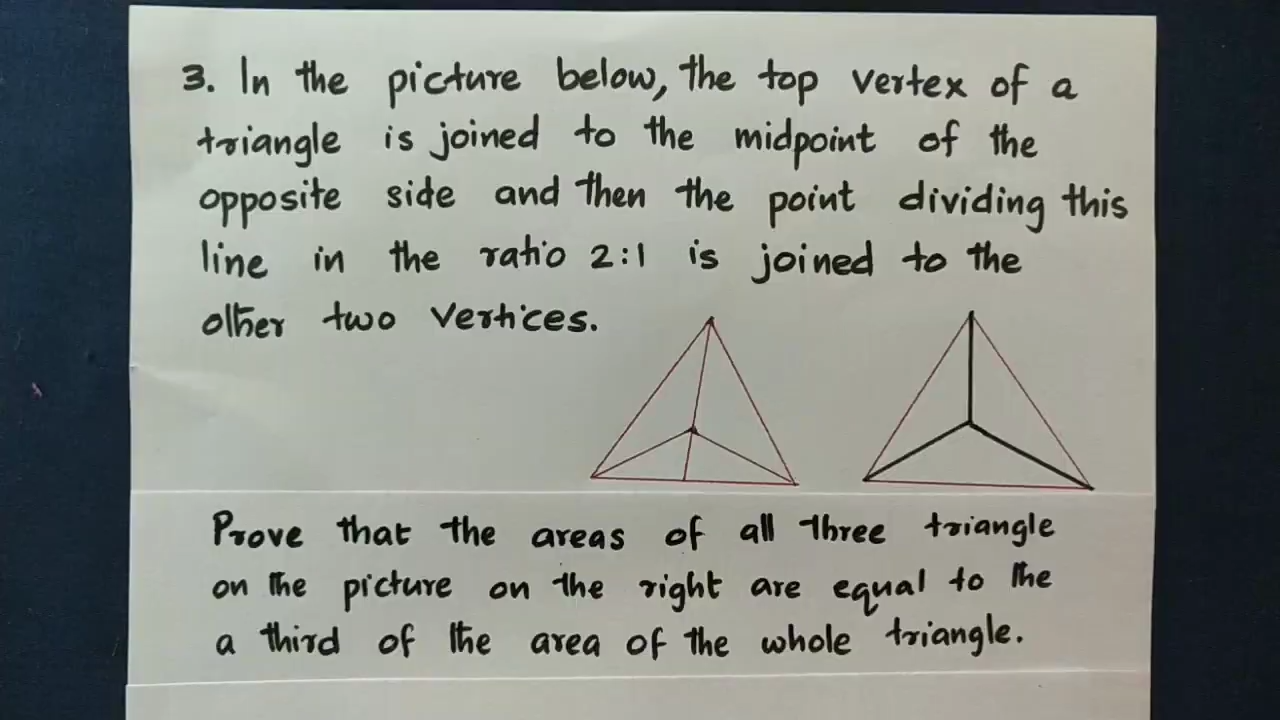 3. In the picture below, the top vertex of a
triangle is joined to the midpoint of the
opposite side and then the point dividing this
line in the ratio 2:1 is joined to the
other two vertices.
Prove that the areas of all three triangle
on the picture on the right are equal to the
a third of the area of the whole triangle.